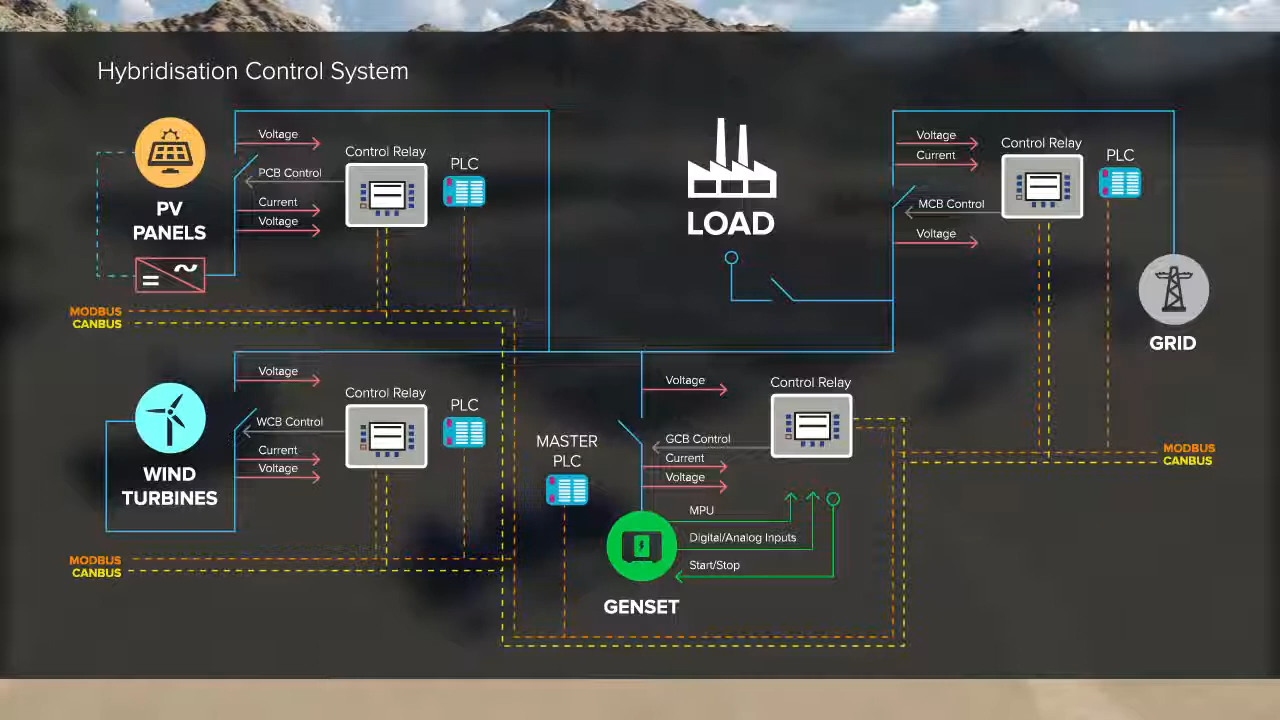 Hybridisation Control System
Voltage
Control Relay
PLC
PCB Control
Current
Voltage
PV
PANELS
= ~
MODBUS
CANBUS
LOAD
Voltage
Current
Control Relay
PLC
MCB Control
Voltage
GRID
Voltage
Control Relay
PLC
WCB Control
Current
Voltage
WIND
TURBINES
MODBUS
CANBUS
MASTER
PLC
Voltage
Control Relay
GCB Control
Current
Voltage
MPU
Digital/Analog Inputs
Start/Stop
GENSET
MODBUS
CANBUS